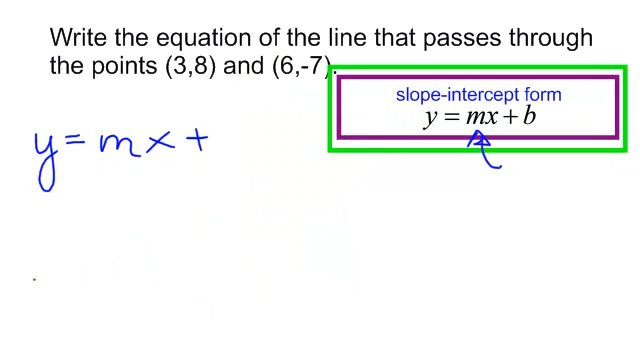 Write the equation of the line that passes through
the points (3,8) and (6,-7).
slope-intercept form
y = mx + b
y = mx +